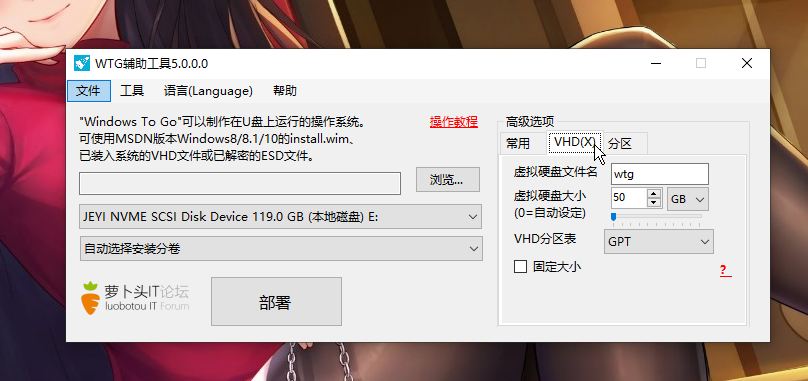 WTG辅助工具5.0.0.0
文件 工具 语言(Language) 帮助
"Windows To Go"可以制作在U盘上运行的操作系统。
可使用MSDN版本Windows8/8.1/10的install.wim、
已装入系统的VHD文件或已解密的ESD文件。
操作教程
浏览...
JEYI NVME SCSI Disk Device 119.0 GB (本地磁盘) E:
自动选择安装分卷
萝卜头IT论坛
luobotou IT Forum
部署
高级选项
常用 VHD(X) 分区
虚拟硬盘文件名 wtg
虚拟硬盘大小 50 GB
(0=自动设定)
VHD分区表 GPT
固定大小
?